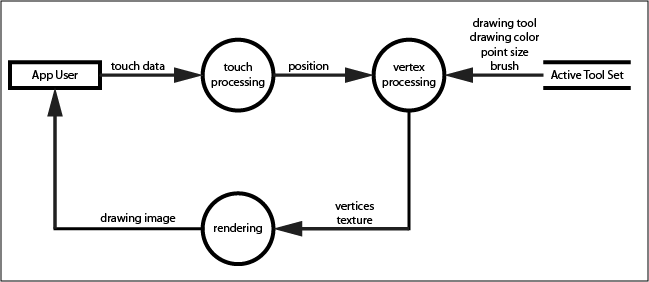 drawing tool
drawing color
point size
brush
App User
touch data
touch
processing
position
vertex
processing
Active Tool Set
vertices
texture
drawing image
rendering